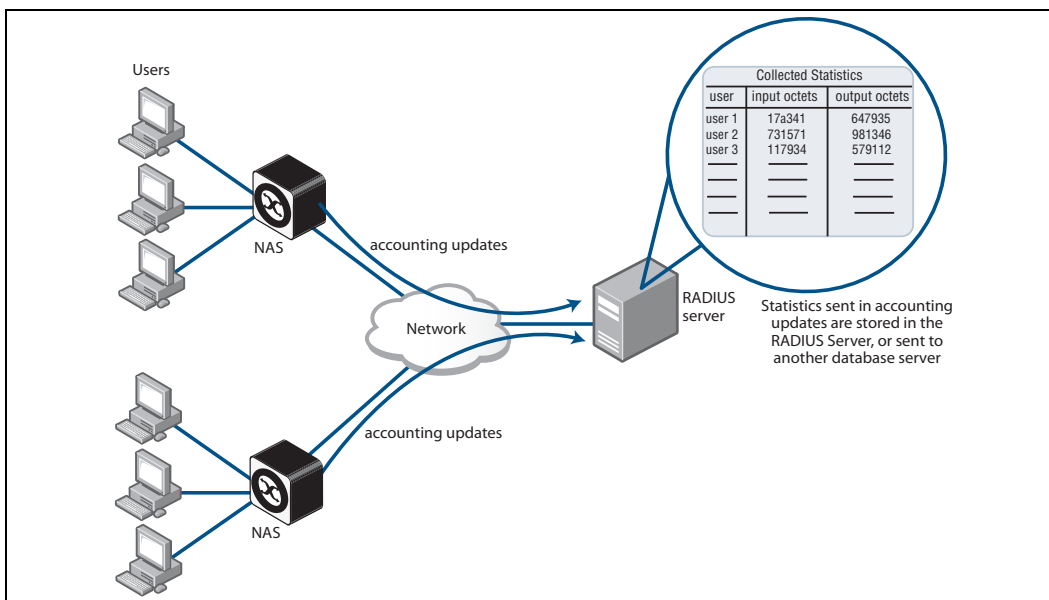 Users
NAS
accounting updates
Network
accounting updates
NAS
RADIUS
server
Collected Statistics
user input octets output octets
user 1 17a341 647935
user 2 731571 981346
user 3 117934 579112
Statistics sent in accounting
updates are stored in the
RADIUS Server, or sent to
another database server